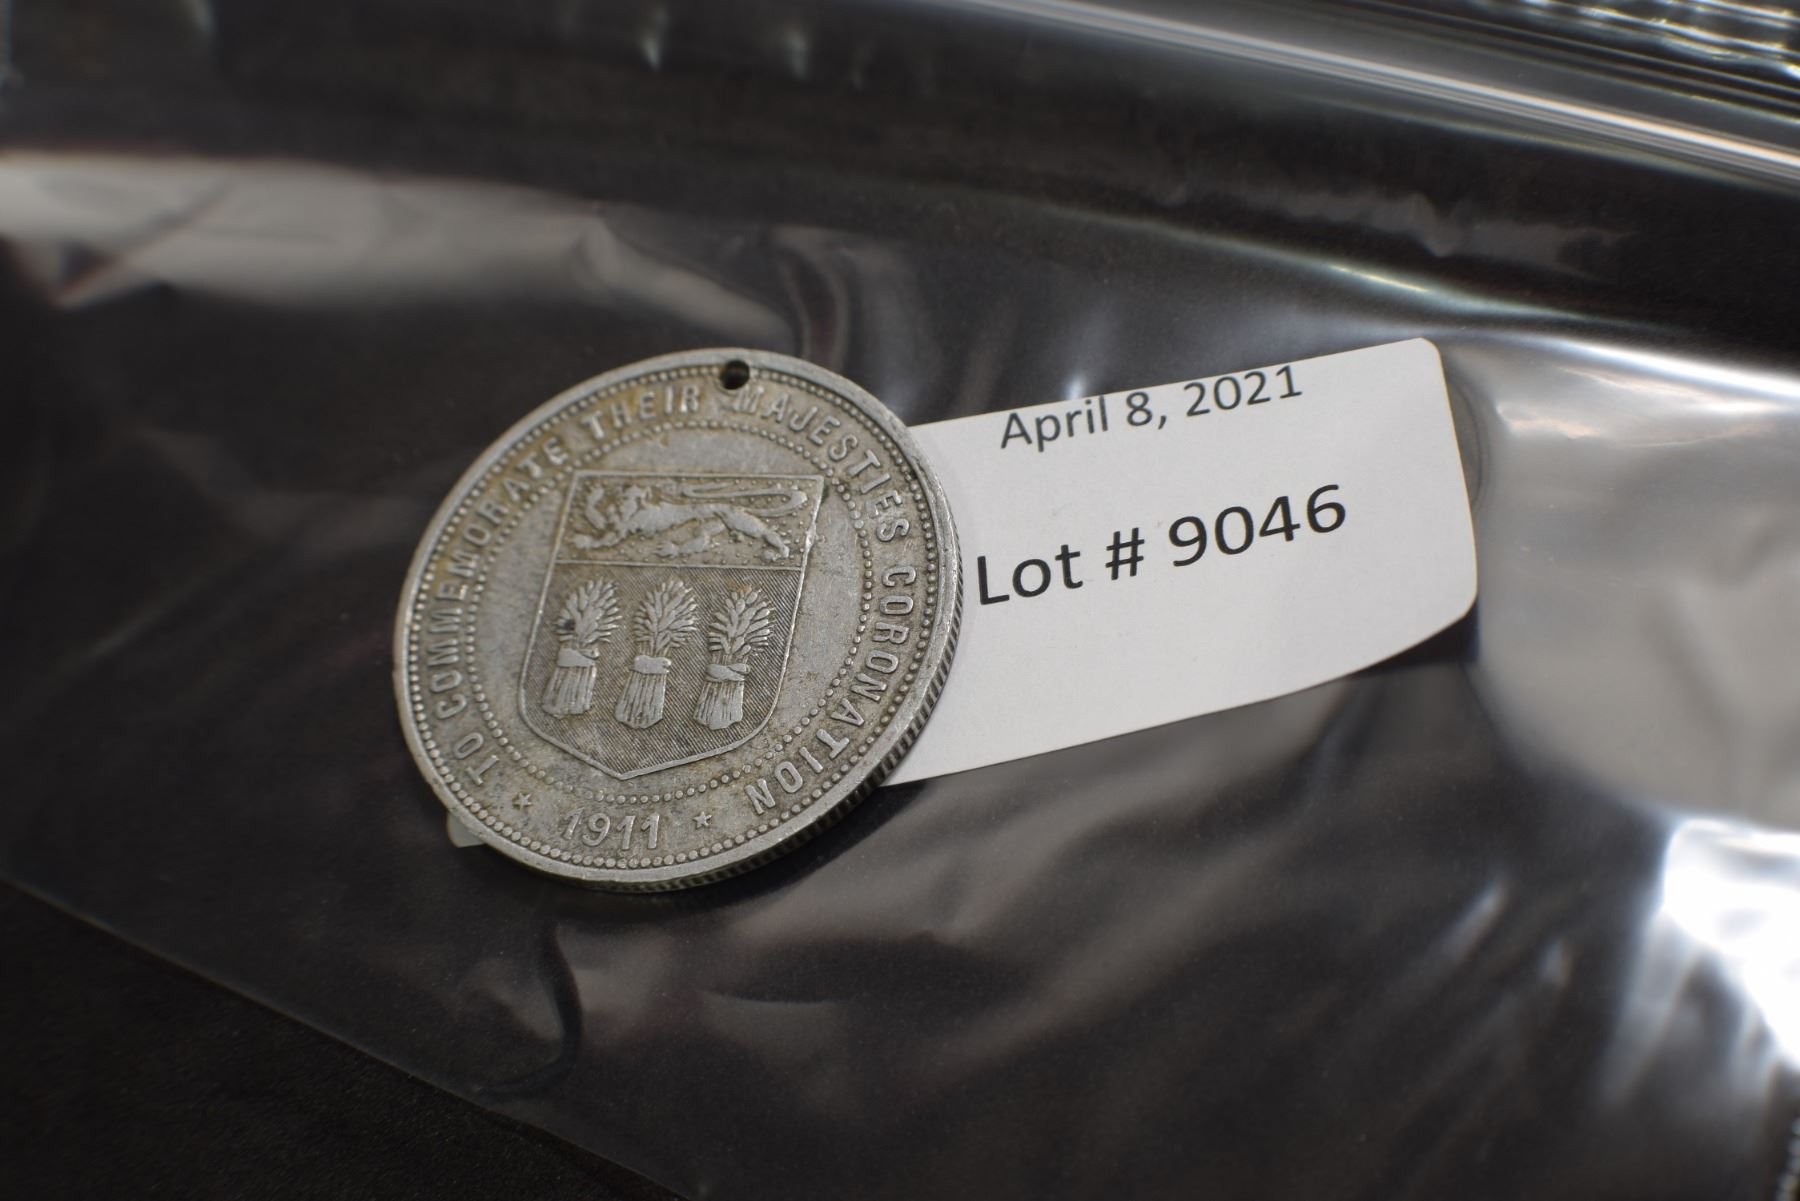 TO COMMEMORATE THEIR MAJESTIES CORONATION
★ 1911 ★
April 8, 2021
Lot # 9046